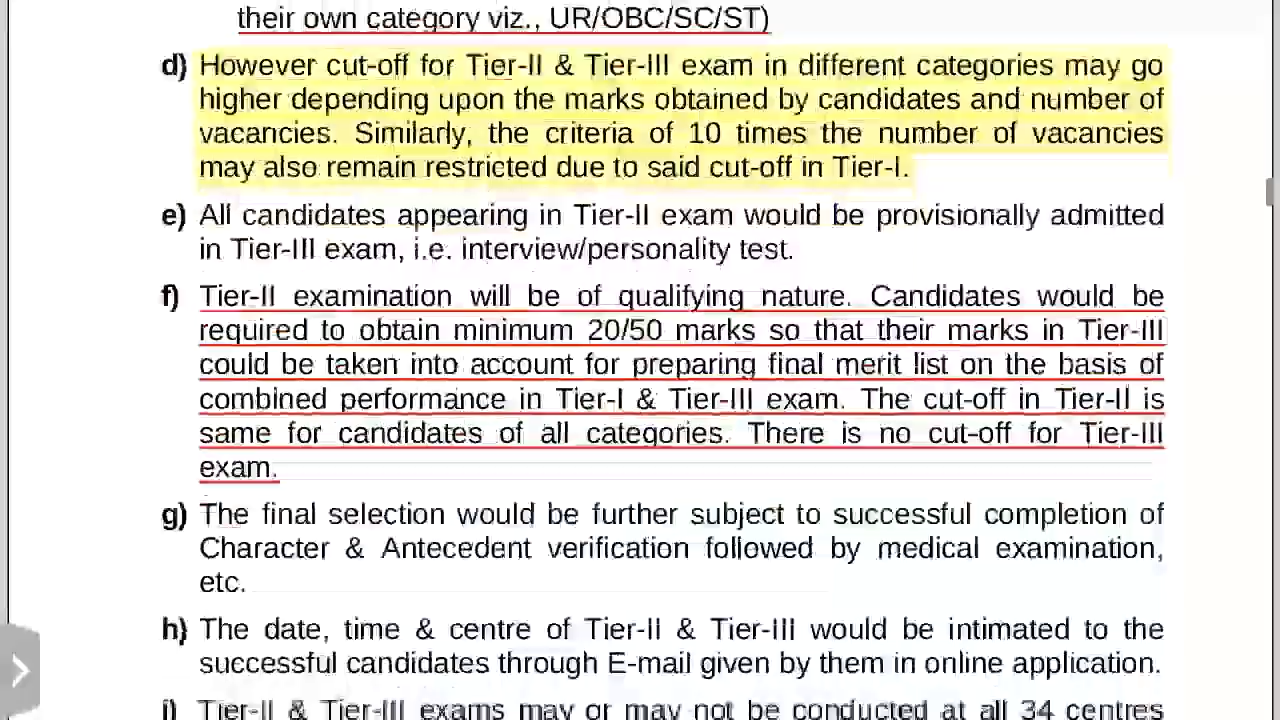 their own category viz., UR/OBC/SC/ST)
d) However cut-off for Tier-II & Tier-III exam in different categories may go
higher depending upon the marks obtained by candidates and number of
vacancies. Similarly, the criteria of 10 times the number of vacancies
may also remain restricted due to said cut-off in Tier-I.
e) All candidates appearing in Tier-II exam would be provisionally admitted
in Tier-III exam, i.e. interview/personality test.
f) Tier-II examination will be of qualifying nature. Candidates would be
required to obtain minimum 20/50 marks so that their marks in Tier-III
could be taken into account for preparing final merit list on the basis of
combined performance in Tier-I & Tier-III exam. The cut-off in Tier-II is
same for candidates of all categories. There is no cut-off for Tier-III
exam.
g) The final selection would be further subject to successful completion of
Character & Antecedent verification followed by medical examination,
etc.
h) The date, time & centre of Tier-II & Tier-III would be intimated to the
successful candidates through E-mail given by them in online application.
i) Tier-II & Tier-III exams may or may not be conducted at all 34 centres